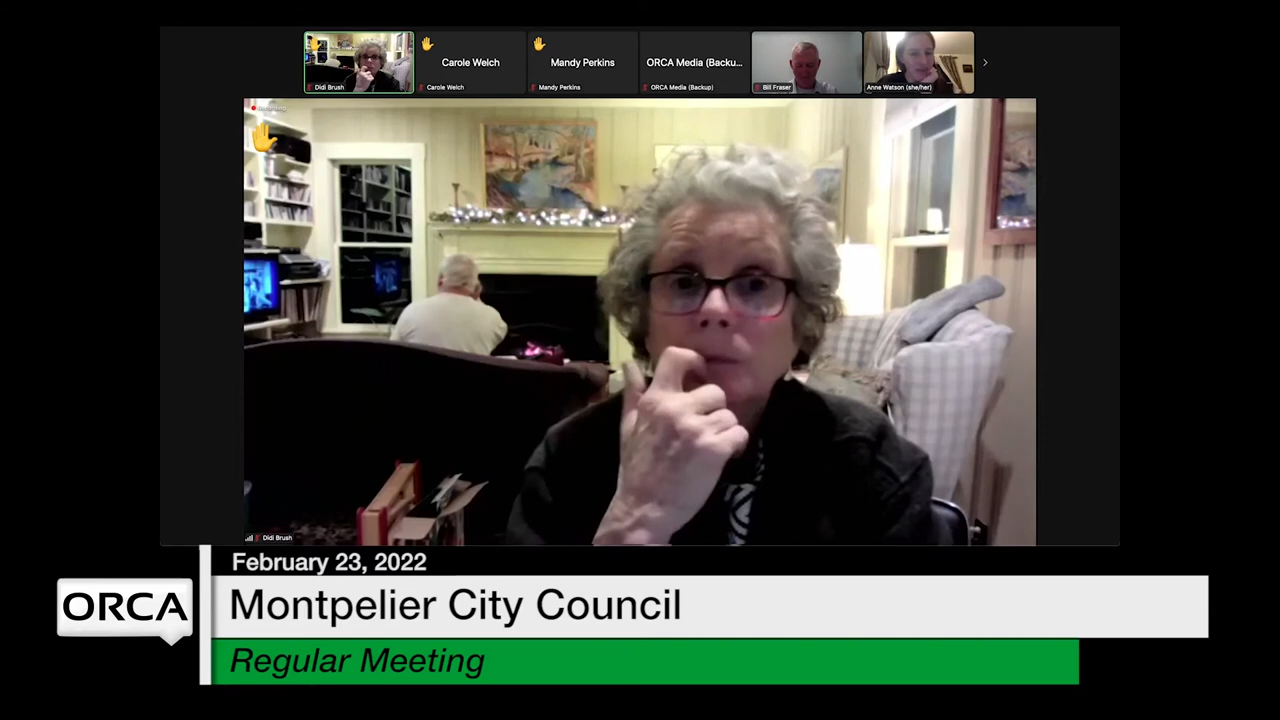 Carole Welch
Mandy Perkins
ORCA Media (Backu...
Didi Brush
Carole Welch
Mandy Perkins
ORCA Media (Backup)
Bill Fraser
Anne Watson (she/her)
Recording
Didi Brush
February 23, 2022
ORCA
Montpelier City Council
Regular Meeting